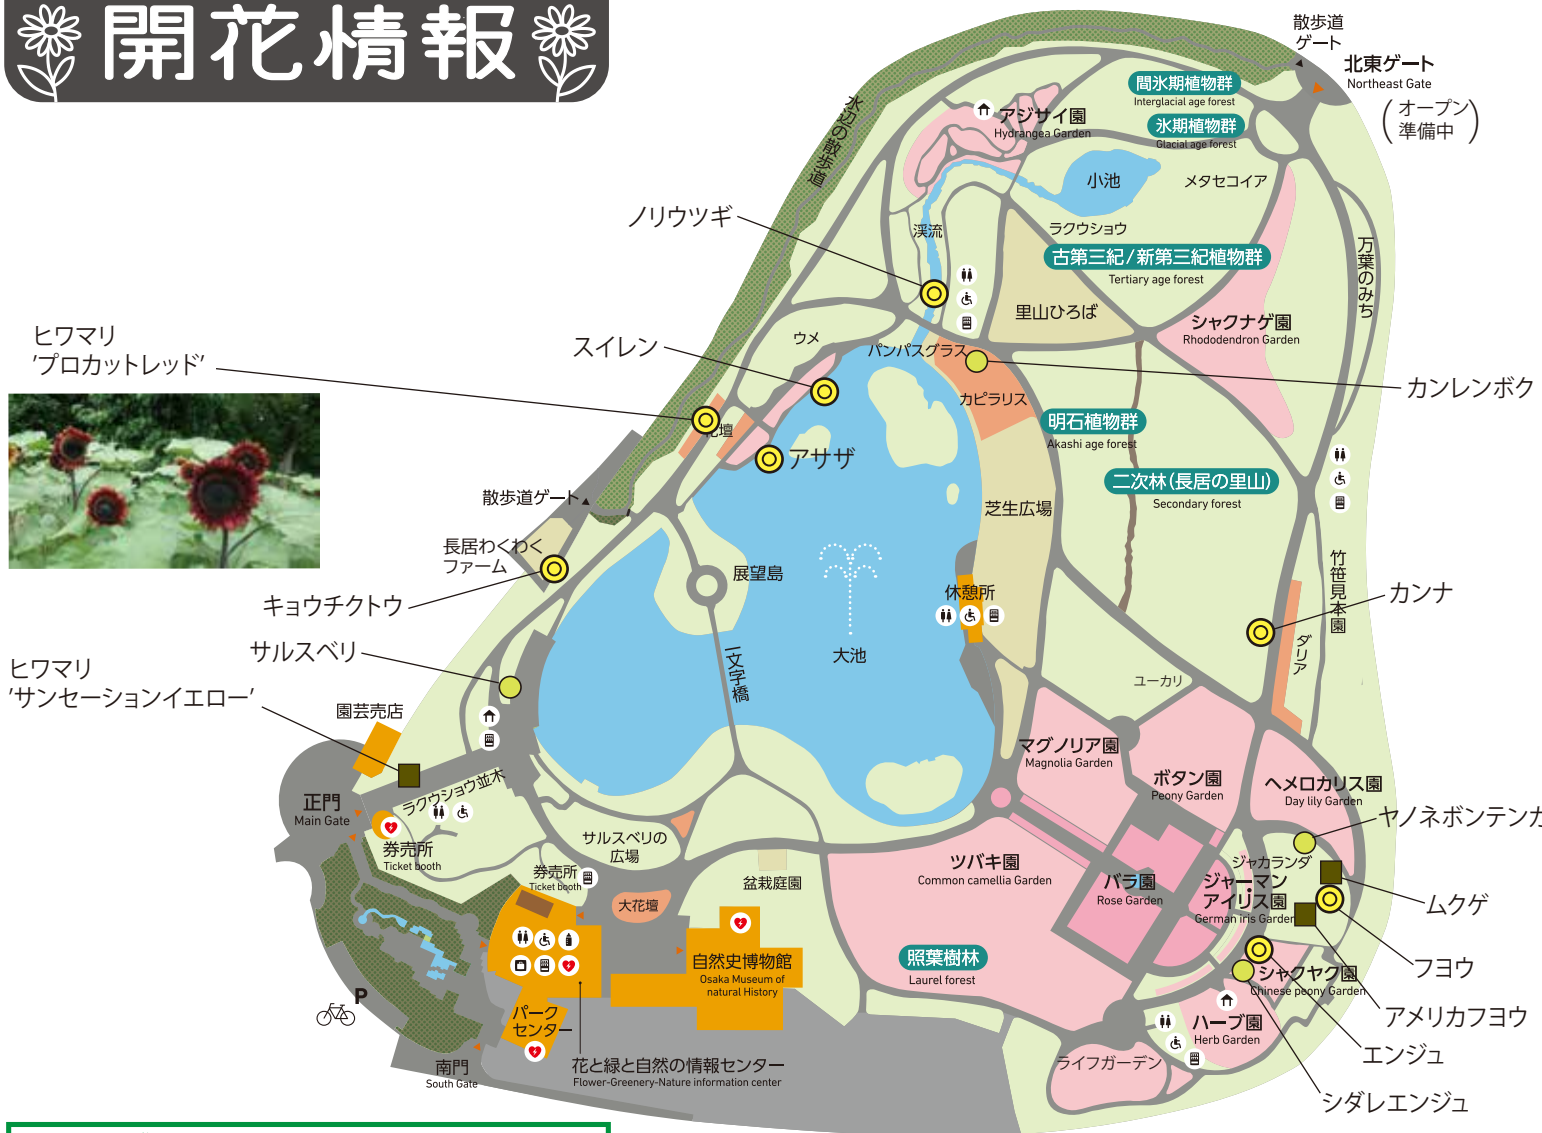 開花情報
散歩道
ゲート
北東ゲート
Northeast Gate
(オープン
準備中)
水辺の散歩道
間氷期植物群
Interglacial age forest
氷期植物群
Glacial age forest
アジサイ園
Hydrangea Garden
小池
メタセコイア
ノリウツギ
渓流
ラクウショウ
古第三紀/新第三紀植物群
Tertiary age forest
万葉のみち
里山ひろば
シャクナゲ園
Rhododendron Garden
ヒワマリ
'プロカットレッド'
スイレン
ウメ
パンパスグラス
カンレンボク
カピラリス
明石植物群
Akashi age forest
花壇
アサザ
二次林(長居の里山)
Secondary forest
散歩道ゲート
芝生広場
長居わくわく
ファーム
展望島
竹笹見本園
キョウチクトウ
休憩所
カンナ
サルスベリ
一文字橋
大池
ダリア
ヒワマリ
'サンセーションイエロー'
ユーカリ
園芸売店
マグノリア園
Magnolia Garden
ボタン園
Peony Garden
ヘメロカリス園
Day lily Garden
正門
Main Gate
ラクウショウ並木
ヤノネボンテンカ
券売所
Ticket booth
サルスベリの
広場
券売所
Ticket booth
盆栽庭園
ツバキ園
Common camellia Garden
バラ園
Rose Garden
ジャカランダ
ジャーマン
アイリス園
German iris Garden
ムクゲ
大花壇
自然史博物館
Osaka Museum of
natural History
照葉樹林
Laurel forest
シャクヤク園
Chinese peony Garden
フヨウ
P
パーク
センター
ハーブ園
Herb Garden
アメリカフヨウ
エンジュ
南門
South Gate
花と緑と自然の情報センター
Flower-Greenery-Nature information center
ライフガーデン
シダレエンジュ